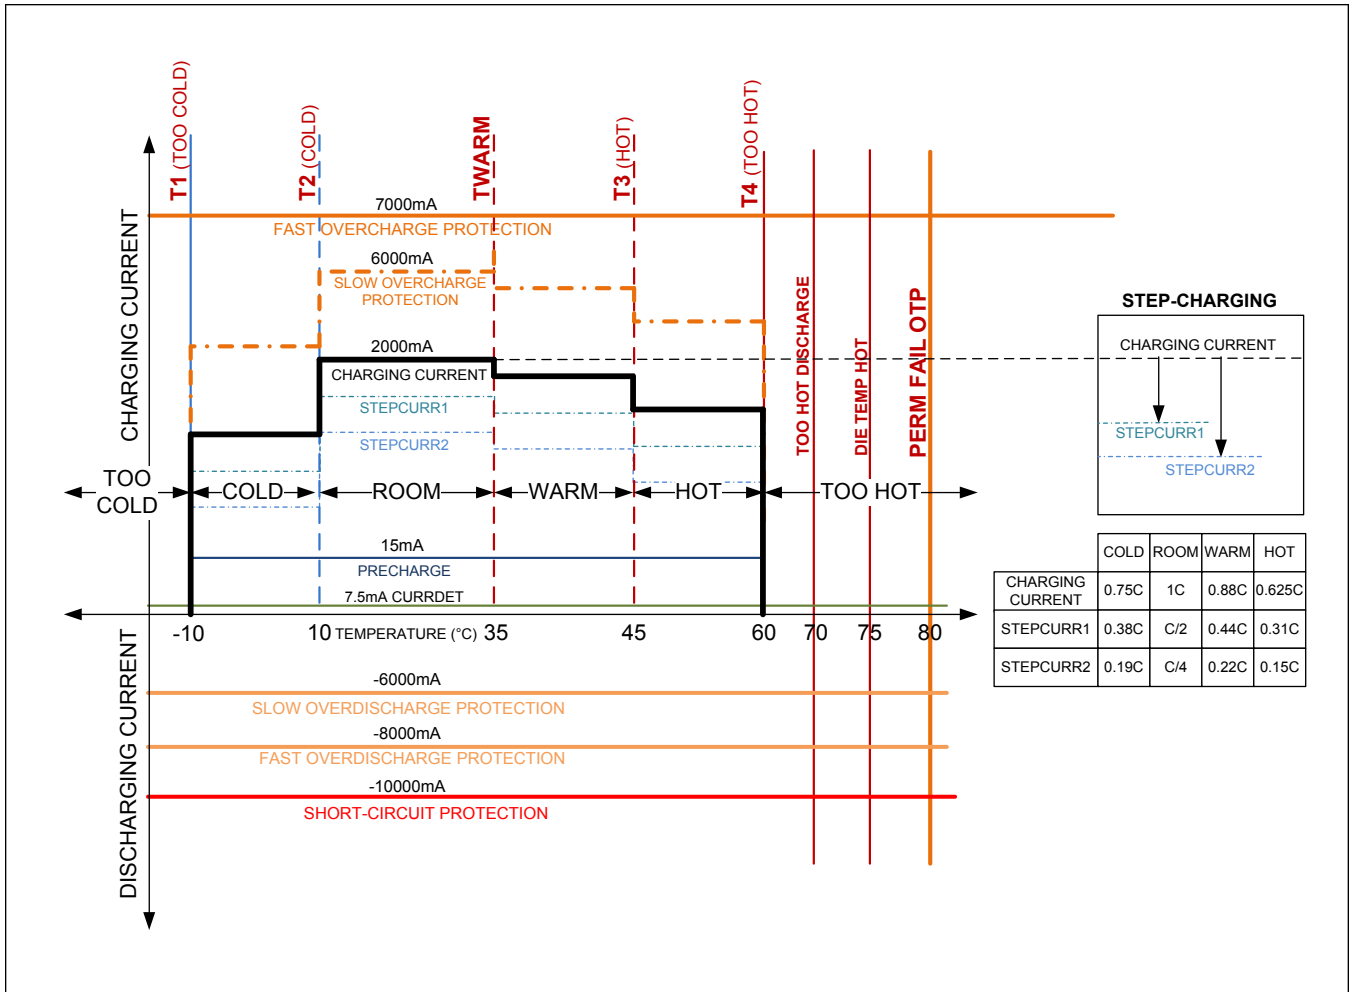 T1 (TOO COLD)
T2 (COLD)
TWARM
T3 (HOT)
T4 (TOO HOT)
CHARGING CURRENT
7000mA
FAST OVERCHARGE PROTECTION
6000mA
SLOW OVERCHARGE
PROTECTION
2000mA
CHARGING CURRENT
STEPCURR1
STEPCURR2
TOO HOT DISCHARGE
DIE TEMP HOT
PERM FAIL OTP
TOO
COLD
COLD
ROOM
WARM
HOT
TOO HOT
15mA
PRECHARGE
7.5mA CURRDET
-10
10
TEMPERATURE (°C)
35
45
60
70
75
80
DISCHARGING CURRENT
-6000mA
SLOW OVERDISCHARGE PROTECTION
-8000mA
FAST OVERDISCHARGE PROTECTION
-10000mA
SHORT-CIRCUIT PROTECTION
STEP-CHARGING
CHARGING CURRENT
STEPCURR1
STEPCURR2
COLD ROOM WARM HOT
CHARGING
CURRENT
0.75C 1C 0.88C 0.625C
STEPCURR1 0.38C C/2 0.44C 0.31C
STEPCURR2 0.19C C/4 0.22C 0.15C